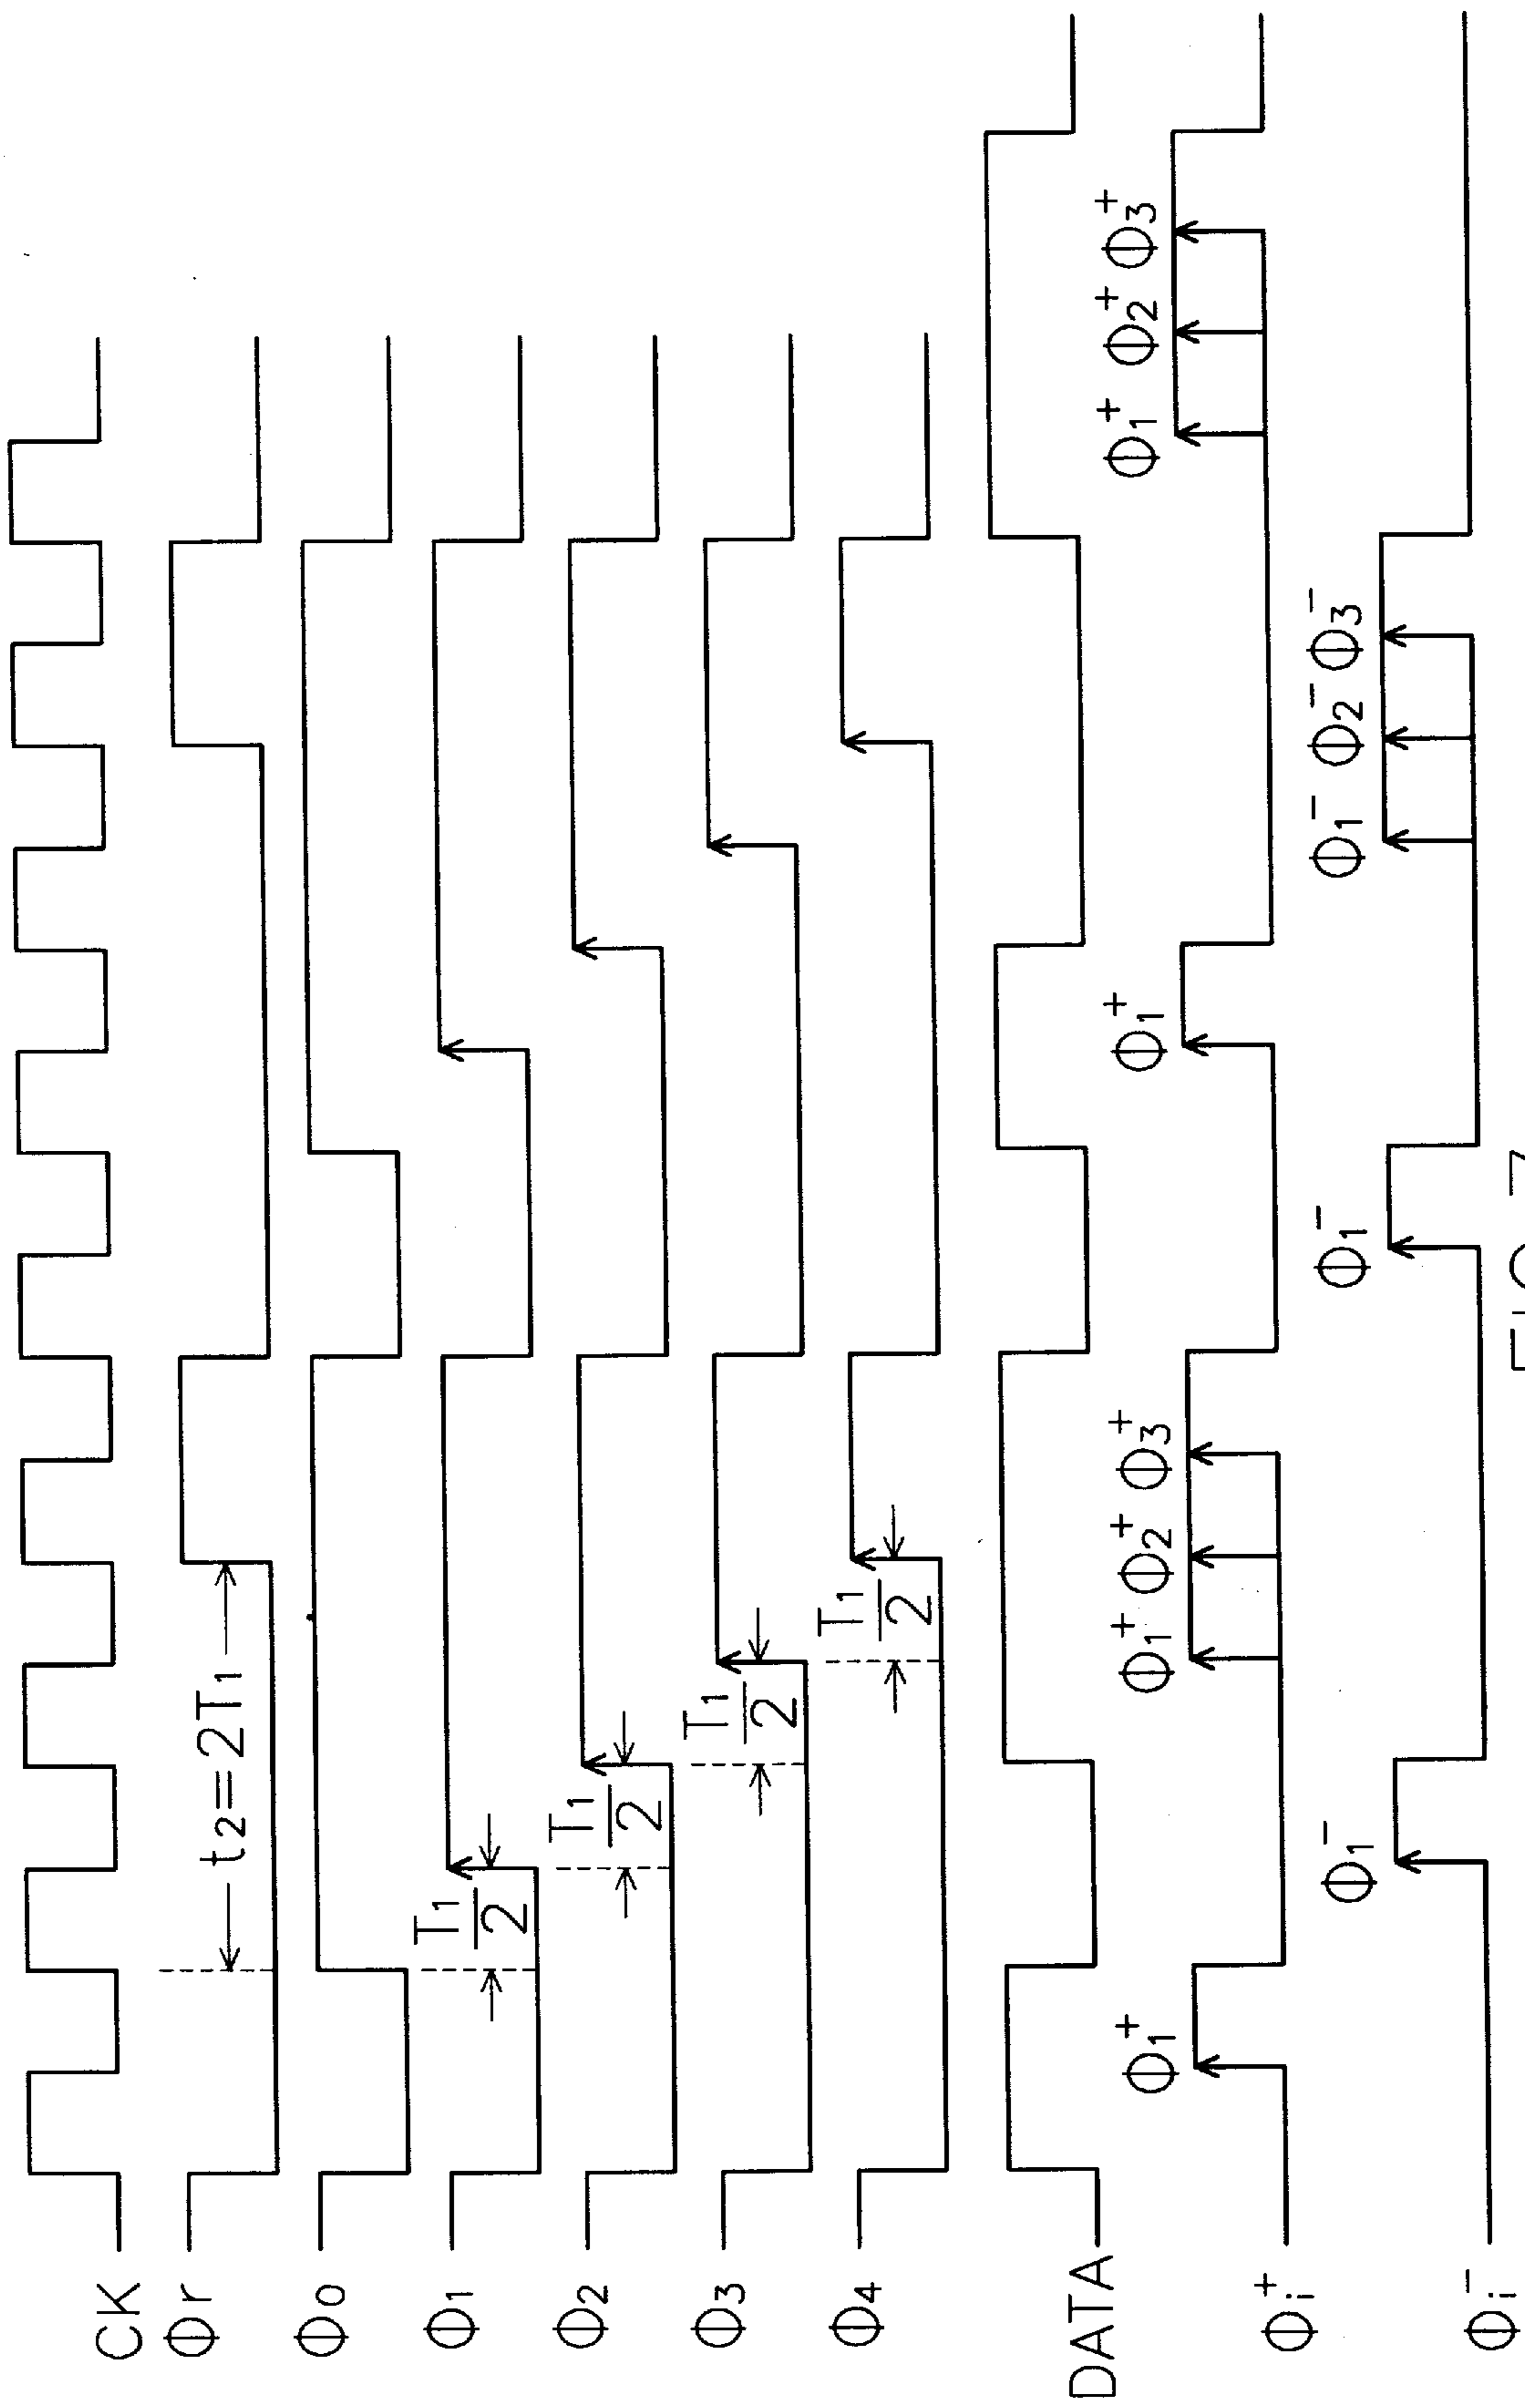 CK
Φr
t2=2T1
Φ0
Φ1
T1/2
Φ2
T1/2
Φ3
T1/2
Φ4
T1/2
DATA
Φi+
Φ1+
Φ1+ Φ2+ Φ3+
Φ1+
Φ1+ Φ2+ Φ3+
Φi-
Φ1-
Φ1-
Φ1- Φ2- Φ3-